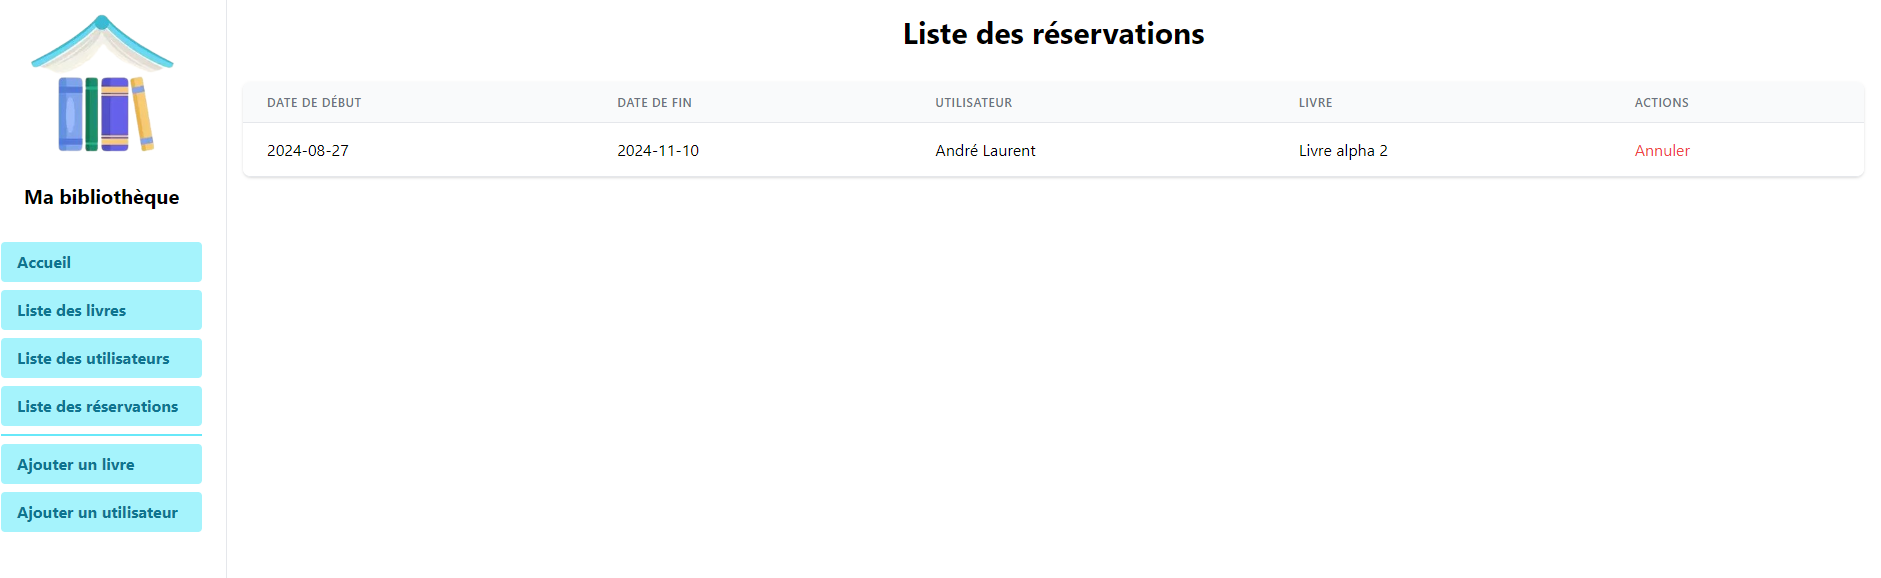 Ma bibliothèque
Accueil
Liste des livres
Liste des utilisateurs
Liste des réservations
Ajouter un livre
Ajouter un utilisateur
Liste des réservations
DATE DE DÉBUT DATE DE FIN UTILISATEUR LIVRE ACTIONS
2024-08-27 2024-11-10 André Laurent Livre alpha 2 Annuler